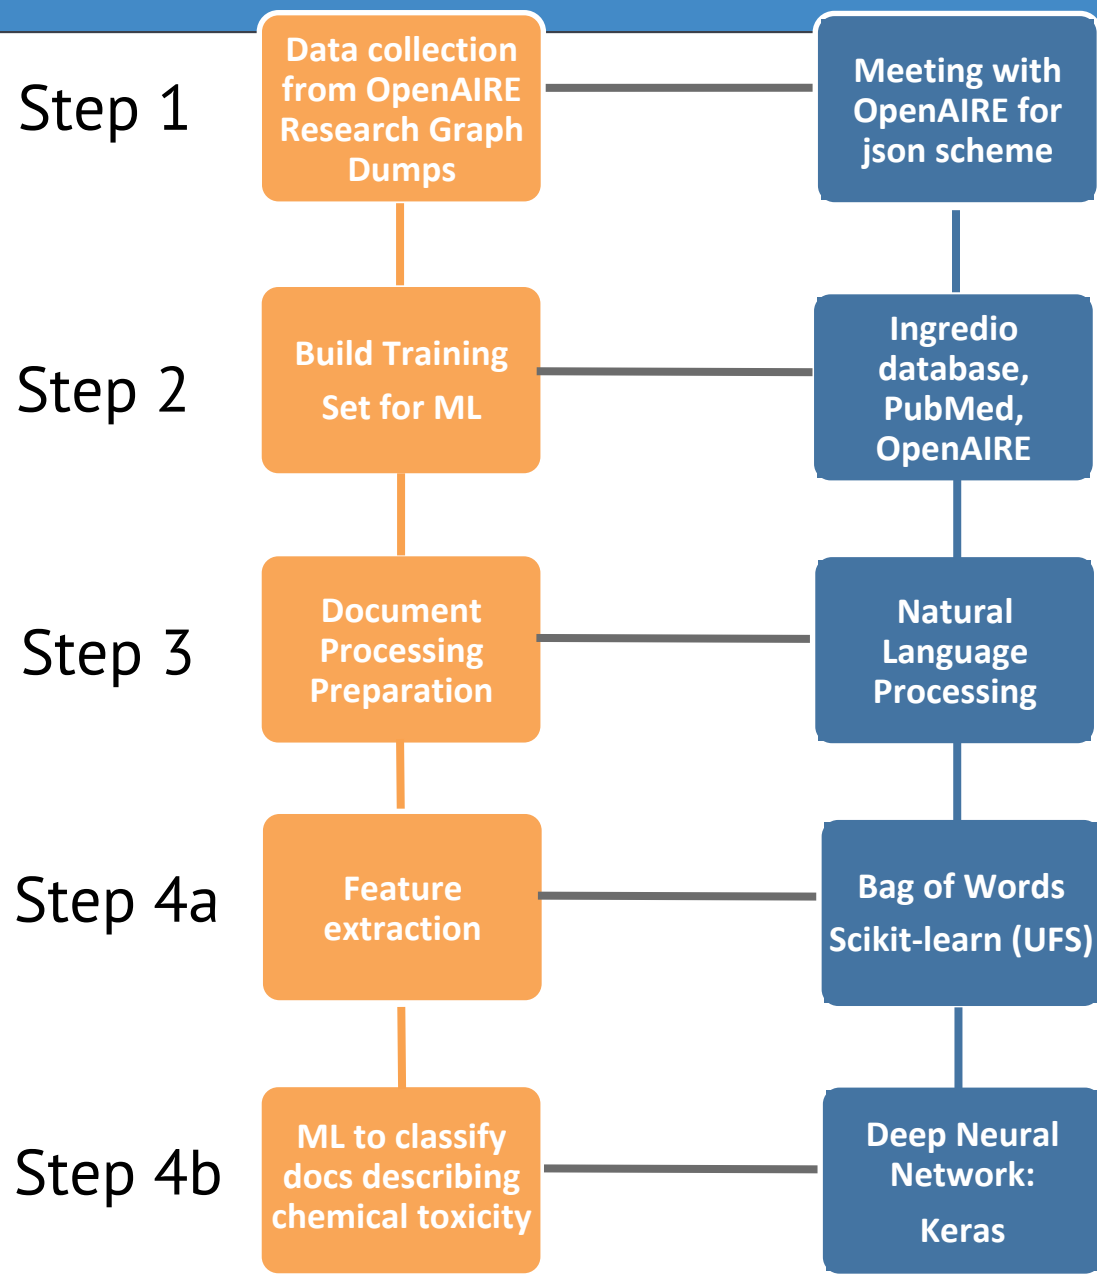 Step 1
Data collection
from OpenAIRE
Research Graph
Dumps
Meeting with
OpenAIRE for
json scheme
Step 2
Build Training
Set for ML
Ingredio
database,
PubMed,
OpenAIRE
Step 3
Document
Processing
Preparation
Natural
Language
Processing
Step 4a
Feature
extraction
Bag of Words
Scikit-learn (UFS)
Step 4b
ML to classify
docs describing
chemical toxicity
Deep Neural
Network:
Keras